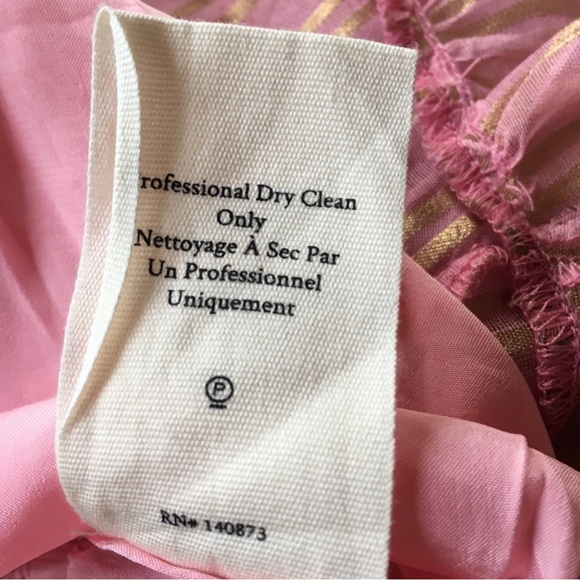 rofessional Dry Clean
Only
Nettoyage À Sec Par
Un Professionnel
Uniquement
P
RN# 140873